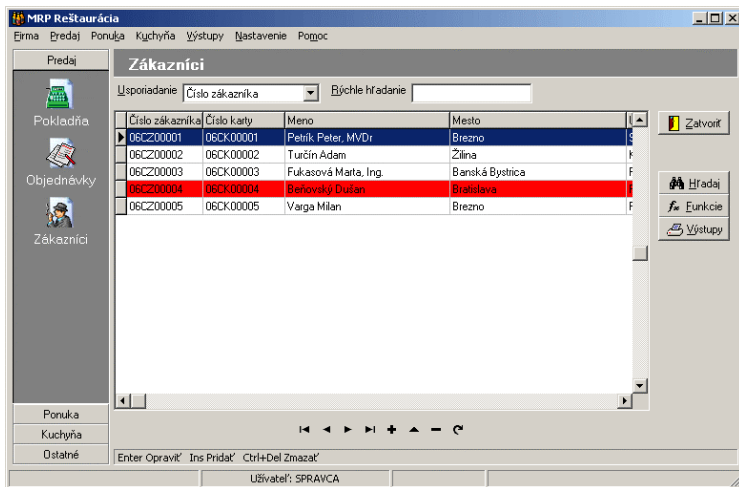 MRP Reštaurácia
Firma Predaj Ponuka Kuchyňa Výstupy Nastavenie Pomoc
Predaj
Pokladňa
Objednávky
Zákazníci
Ponuka
Kuchyňa
Ostatné
Zákazníci
Usporiadanie Číslo zákazníka Rýchle hľadanie
Číslo zákazníka Číslo karty Meno Mesto
06CZ00001 06CK00001 Petrík Peter, MVDr Brezno
06CZ00002 06CK00002 Turčín Adam Žilina
06CZ00003 06CK00003 Fukasová Marta, Ing. Banská Bystrica
06CZ00004 06CK00004 Beňovský Dušan Bratislava
06CZ00005 06CK00005 Varga Milan Brezno
Zatvoriť
Hľadaj
Funkcie
Výstupy
Enter Opraviť Ins Pridať Ctrl+Del Zmazať
Užívateľ: SPRAVCA